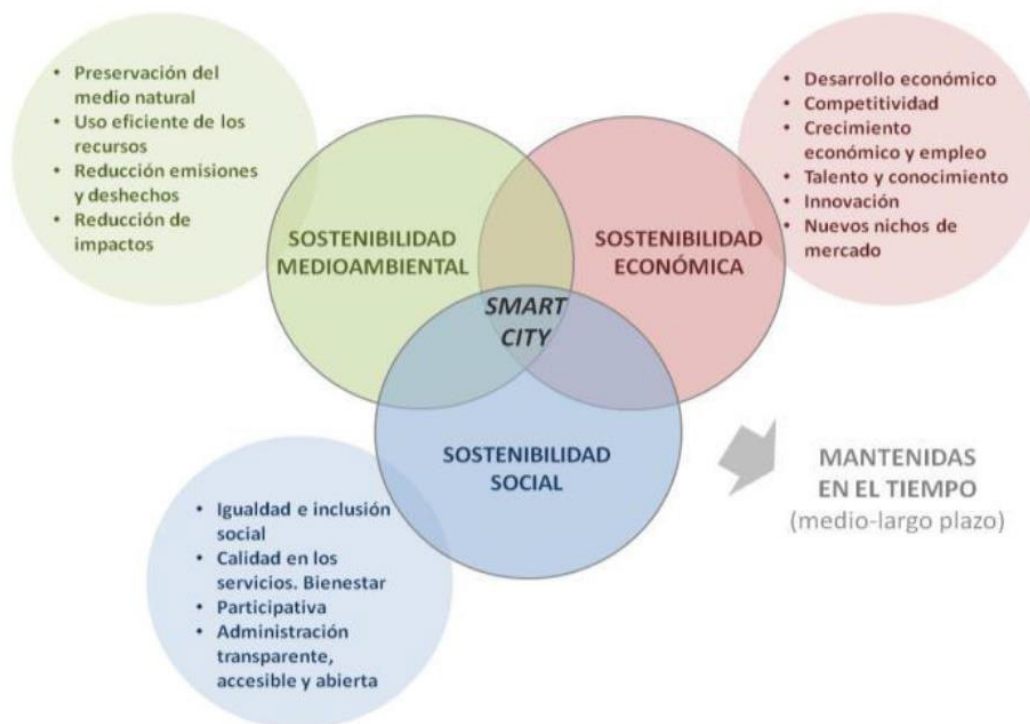 • Preservación del
medio natural
• Uso eficiente de los
recursos
• Reducción emisiones
y deshechos
• Reducción de
impactos
• Desarrollo económico
• Competitividad
• Crecimiento
económico y empleo
• Talento y conocimiento
• Innovación
• Nuevos nichos de
mercado
SOSTENIBILIDAD
MEDIOAMBIENTAL
SOSTENIBILIDAD
ECONÓMICA
SMART
CITY
SOSTENIBILIDAD
SOCIAL
• Igualdad e inclusión
social
• Calidad en los
servicios. Bienestar
• Participativa
• Administración
transparente,
accesible y abierta
MANTENIDAS
EN EL TIEMPO
(medio-largo plazo)